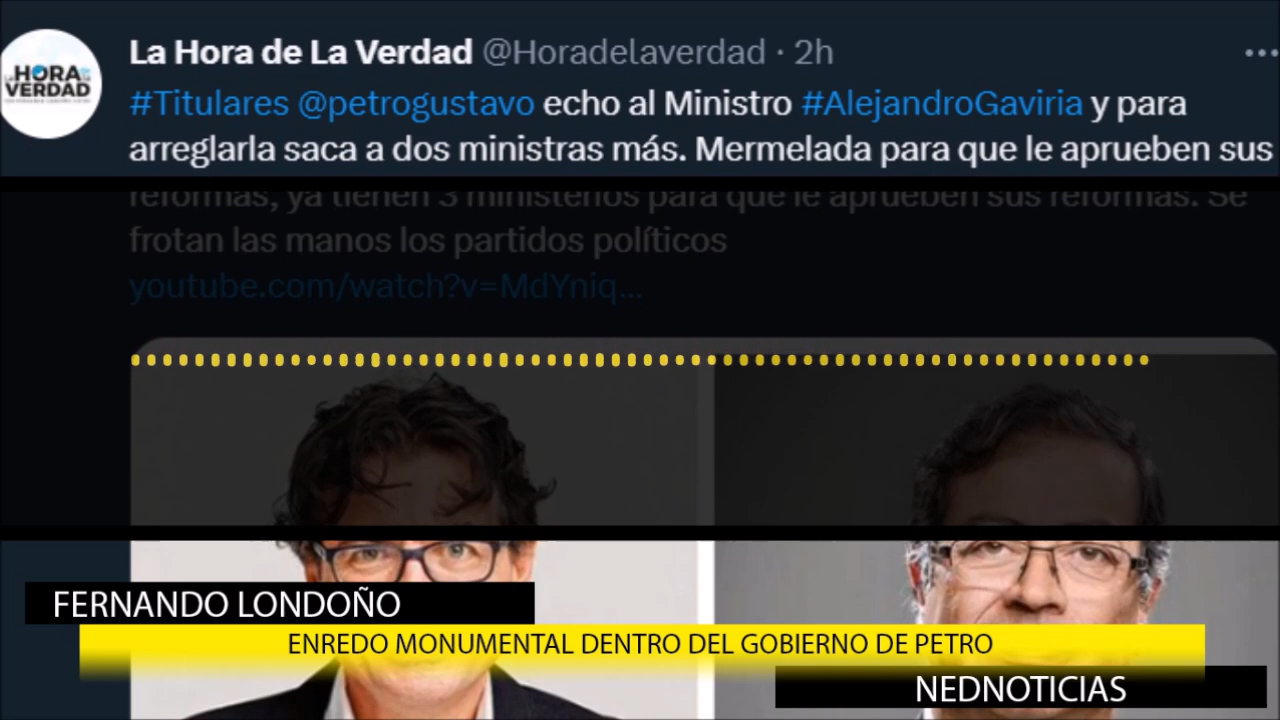 La Hora de La Verdad @Horadelaverdad · 2h
HORA
VERDAD
#Titulares @petrogustavo echo al Ministro #AlejandroGaviria y para
arreglarla saca a dos ministras más. Mermelada para que le aprueben sus
reformas, ya tienen 3 ministerios para que le aprueben sus reformas. Se
frotan las manos los partidos políticos
youtube.com/watch?v=MdYniq...
FERNANDO LONDOÑO
ENREDO MONUMENTAL DENTRO DEL GOBIERNO DE PETRO
NEDNOTICIAS